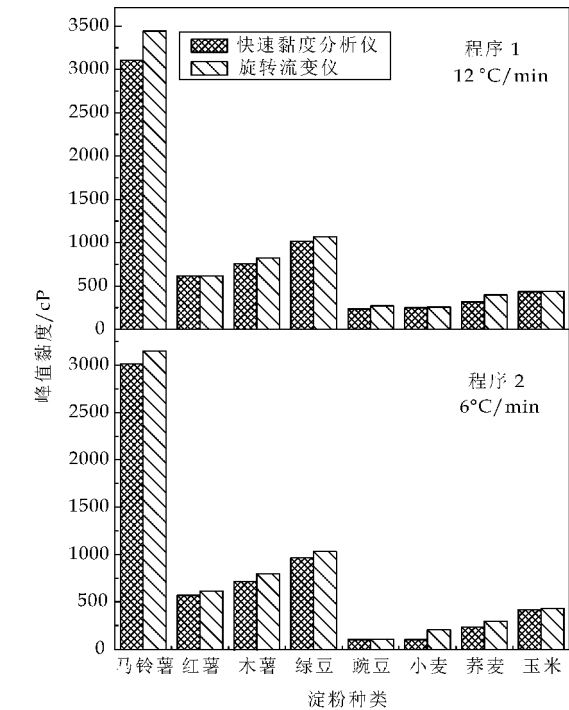 3500
3000
2500
2000
1500
1000
500
0
快速黏度分析仪
旋转流变仪
程序 1
12 °C/min
峰值黏度/cP
3000
2500
2000
1500
1000
500
0
程序 2
6°C/min
马铃薯 红薯 木薯 绿豆 豌豆 小麦 荞麦 玉米
淀粉种类